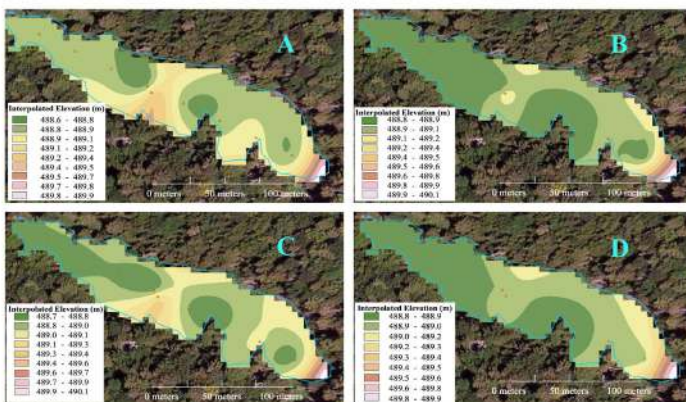 A
Interpolated Elevation (m)
488.6 - 488.8
488.8 - 488.9
488.9 - 489.1
489.1 - 489.2
489.2 - 489.4
489.4 - 489.5
489.5 - 489.7
489.7 - 489.8
489.8 - 489.9
0 meters 50 meters 100 meters
B
Interpolated Elevation (m)
488.8 - 488.9
488.9 - 489.1
489.1 - 489.2
489.2 - 489.4
489.4 - 489.5
489.5 - 489.6
489.6 - 489.8
489.8 - 489.9
489.9 - 490.1
0 meters 50 meters 100 meters
C
Interpolated Elevation (m)
488.7 - 488.8
488.8 - 489.0
489.0 - 489.1
489.1 - 489.3
489.3 - 489.4
489.4 - 489.6
489.6 - 489.7
489.7 - 489.9
489.9 - 490.1
0 meters 50 meters 100 meters
D
Interpolated Elevation (m)
488.8 - 488.9
488.9 - 489.0
489.0 - 489.2
489.2 - 489.3
489.3 - 489.4
489.4 - 489.5
489.5 - 489.6
489.6 - 489.8
489.8 - 489.9
0 meters 50 meters 100 meters